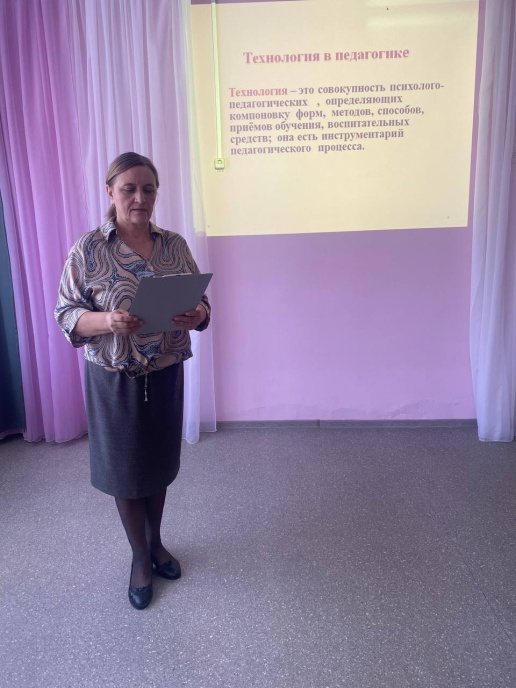 Технология в педагогике
Технология – это совокупность психолого-
педагогических , определяющих
компоновку форм, методов, способов,
приёмов обучения, воспитательных
средств; она есть инструментарий
педагогического процесса.